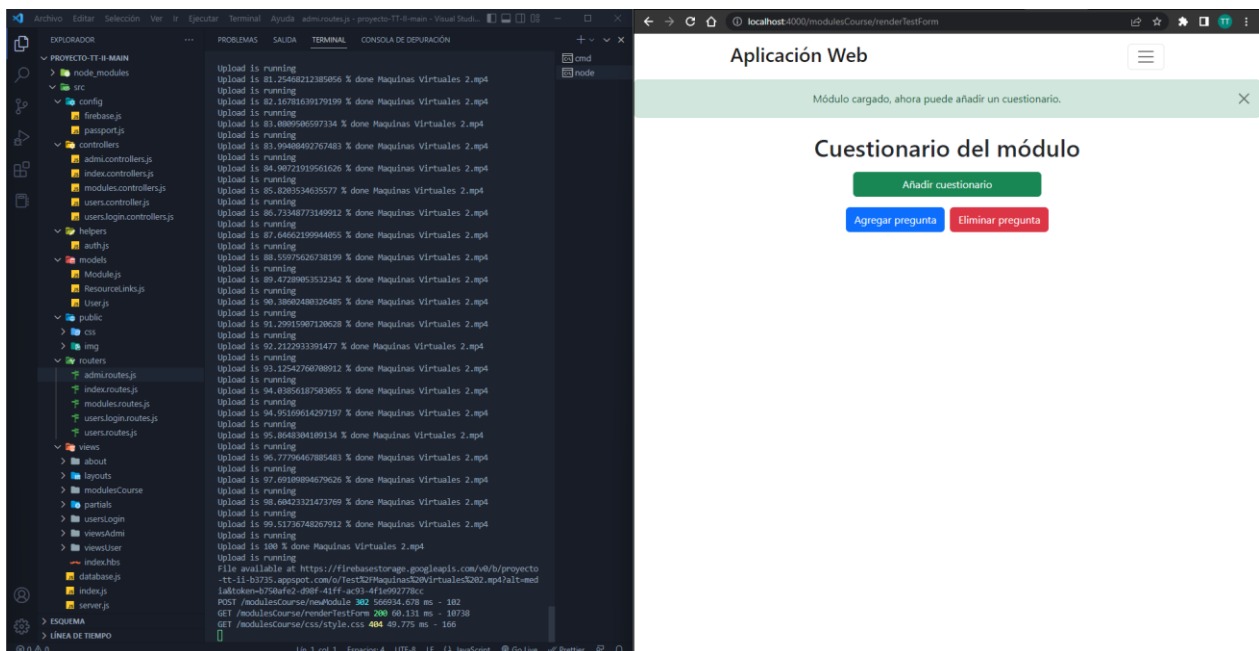 Archivo Editar Selección Ver Ir Ejecutar Terminal Ayuda admi.routes.js - proyecto-TT-II-main - Visual Studi...
EXPLORADOR
PROYECTO-TT-II-MAIN
node_modules
src
config
firebase.js
passport.js
controllers
admi.controllers.js
index.controllers.js
modules.controllers.js
users.controller.js
users.login.controllers.js
helpers
auth.js
models
Module.js
ResourceLinks.js
User.js
public
css
img
routers
admi.routes.js
index.routes.js
modules.routes.js
users.login.routes.js
users.routes.js
views
about
layouts
modulesCourse
partials
usersLogin
viewsAdmi
viewsUser
index.hbs
database.js
index.js
server.js
ESQUEMA
LÍNEA DE TIEMPO
PROBLEMAS SALIDA TERMINAL CONSOLA DE DEPURACIÓN
cmd
node
Upload is running
Upload is 81.25468212385056 % done Maquinas Virtuales 2.mp4
Upload is running
Upload is 82.16781639179199 % done Maquinas Virtuales 2.mp4
Upload is running
Upload is 83.0809506597334 % done Maquinas Virtuales 2.mp4
Upload is running
Upload is 83.99408492767483 % done Maquinas Virtuales 2.mp4
Upload is running
Upload is 84.90721919561626 % done Maquinas Virtuales 2.mp4
Upload is running
Upload is 85.8203534635577 % done Maquinas Virtuales 2.mp4
Upload is running
Upload is 86.73348773149912 % done Maquinas Virtuales 2.mp4
Upload is running
Upload is 87.64662199944055 % done Maquinas Virtuales 2.mp4
Upload is running
Upload is 88.55975626738199 % done Maquinas Virtuales 2.mp4
Upload is running
Upload is 89.47289053532342 % done Maquinas Virtuales 2.mp4
Upload is running
Upload is 90.38602480326485 % done Maquinas Virtuales 2.mp4
Upload is running
Upload is 91.29915907120628 % done Maquinas Virtuales 2.mp4
Upload is running
Upload is 92.2122933391477 % done Maquinas Virtuales 2.mp4
Upload is running
Upload is 93.12542760708912 % done Maquinas Virtuales 2.mp4
Upload is running
Upload is 94.03856187503055 % done Maquinas Virtuales 2.mp4
Upload is running
Upload is 94.95169614297197 % done Maquinas Virtuales 2.mp4
Upload is running
Upload is 95.8648304109134 % done Maquinas Virtuales 2.mp4
Upload is running
Upload is 96.77796467885483 % done Maquinas Virtuales 2.mp4
Upload is running
Upload is 97.69109894679626 % done Maquinas Virtuales 2.mp4
Upload is running
Upload is 98.60423321473769 % done Maquinas Virtuales 2.mp4
Upload is running
Upload is 99.51736748267912 % done Maquinas Virtuales 2.mp4
Upload is running
Upload is 100 % done Maquinas Virtuales 2.mp4
Upload is running
File available at https://firebasestorage.googleapis.com/v0/b/proyecto
-tt-ii-b3735.appspot.com/o/Test%2FMaquinas%20Virtuales%202.mp4?alt=med
ia&token=b750afe2-d98f-41ff-ac93-4f1e992778cc
POST /modulesCourse/newModule 302 566934.678 ms - 102
GET /modulesCourse/renderTestForm 200 60.131 ms - 10738
GET /modulesCourse/css/style.css 404 49.775 ms - 166
Lín. 1, col. 1 Espacios: 4 UTF-8 LF JavaScript Go Live Prettier
localhost:4000/modulesCourse/renderTestForm
TT
Aplicación Web
Módulo cargado, ahora puede añadir un cuestionario.
Cuestionario del módulo
Añadir cuestionario
Agregar pregunta Eliminar pregunta